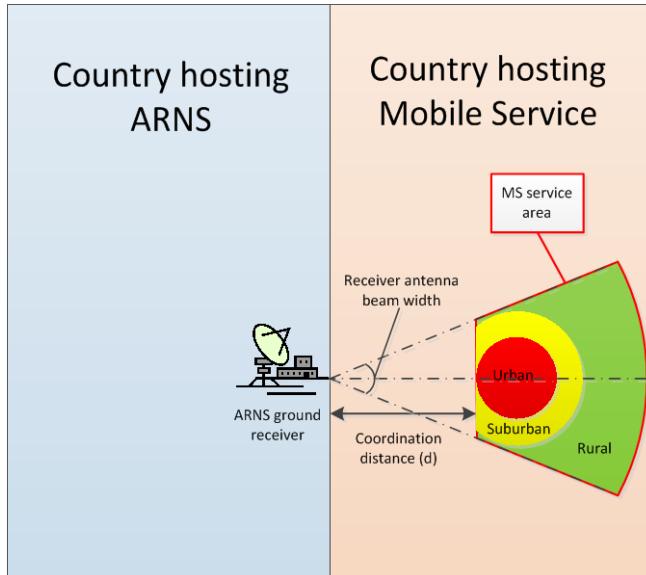 Country hosting
ARNS
Country hosting
Mobile Service
MS service
area
Receiver antenna
beam width
ARNS ground
receiver
Coordination
distance (d)
Urban
Suburban
Rural